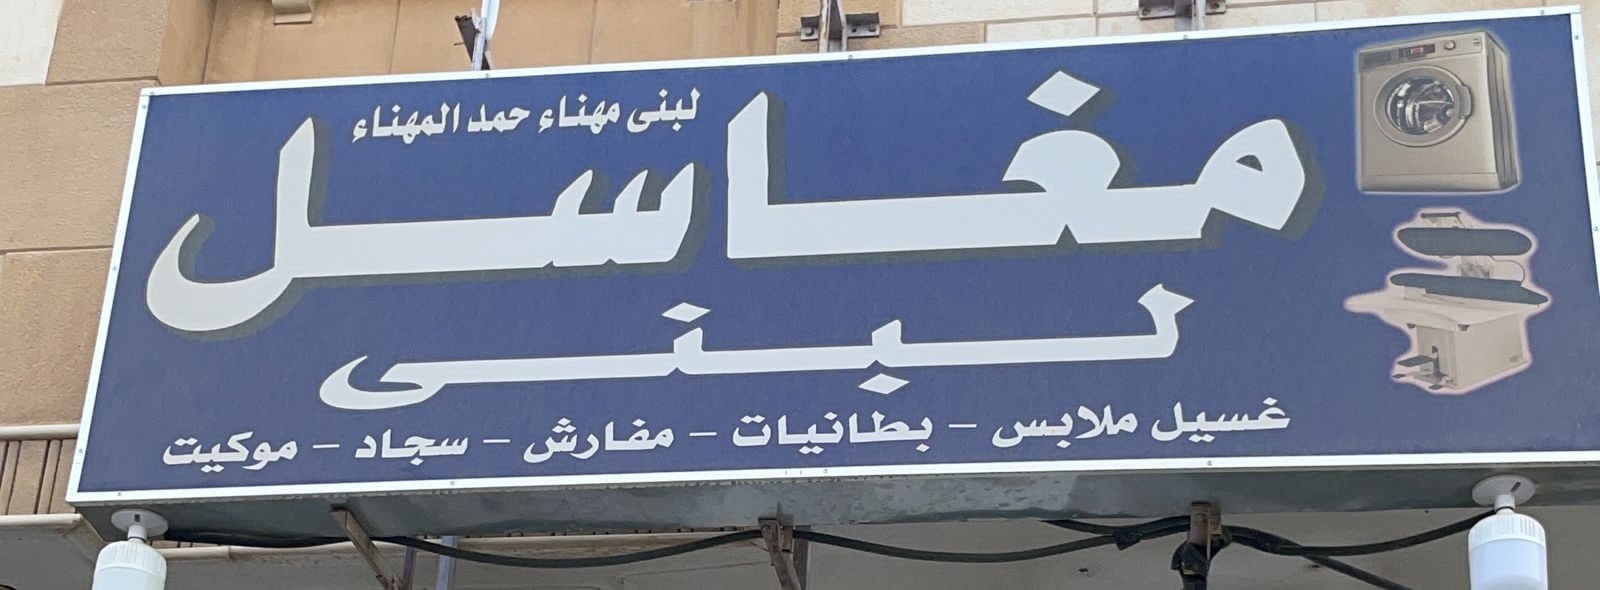 لبنى مهناء حمد المهناء
مغاسل
لبنى
غسيل ملابس - بطانيات - مفارش - سجاد - موكيت